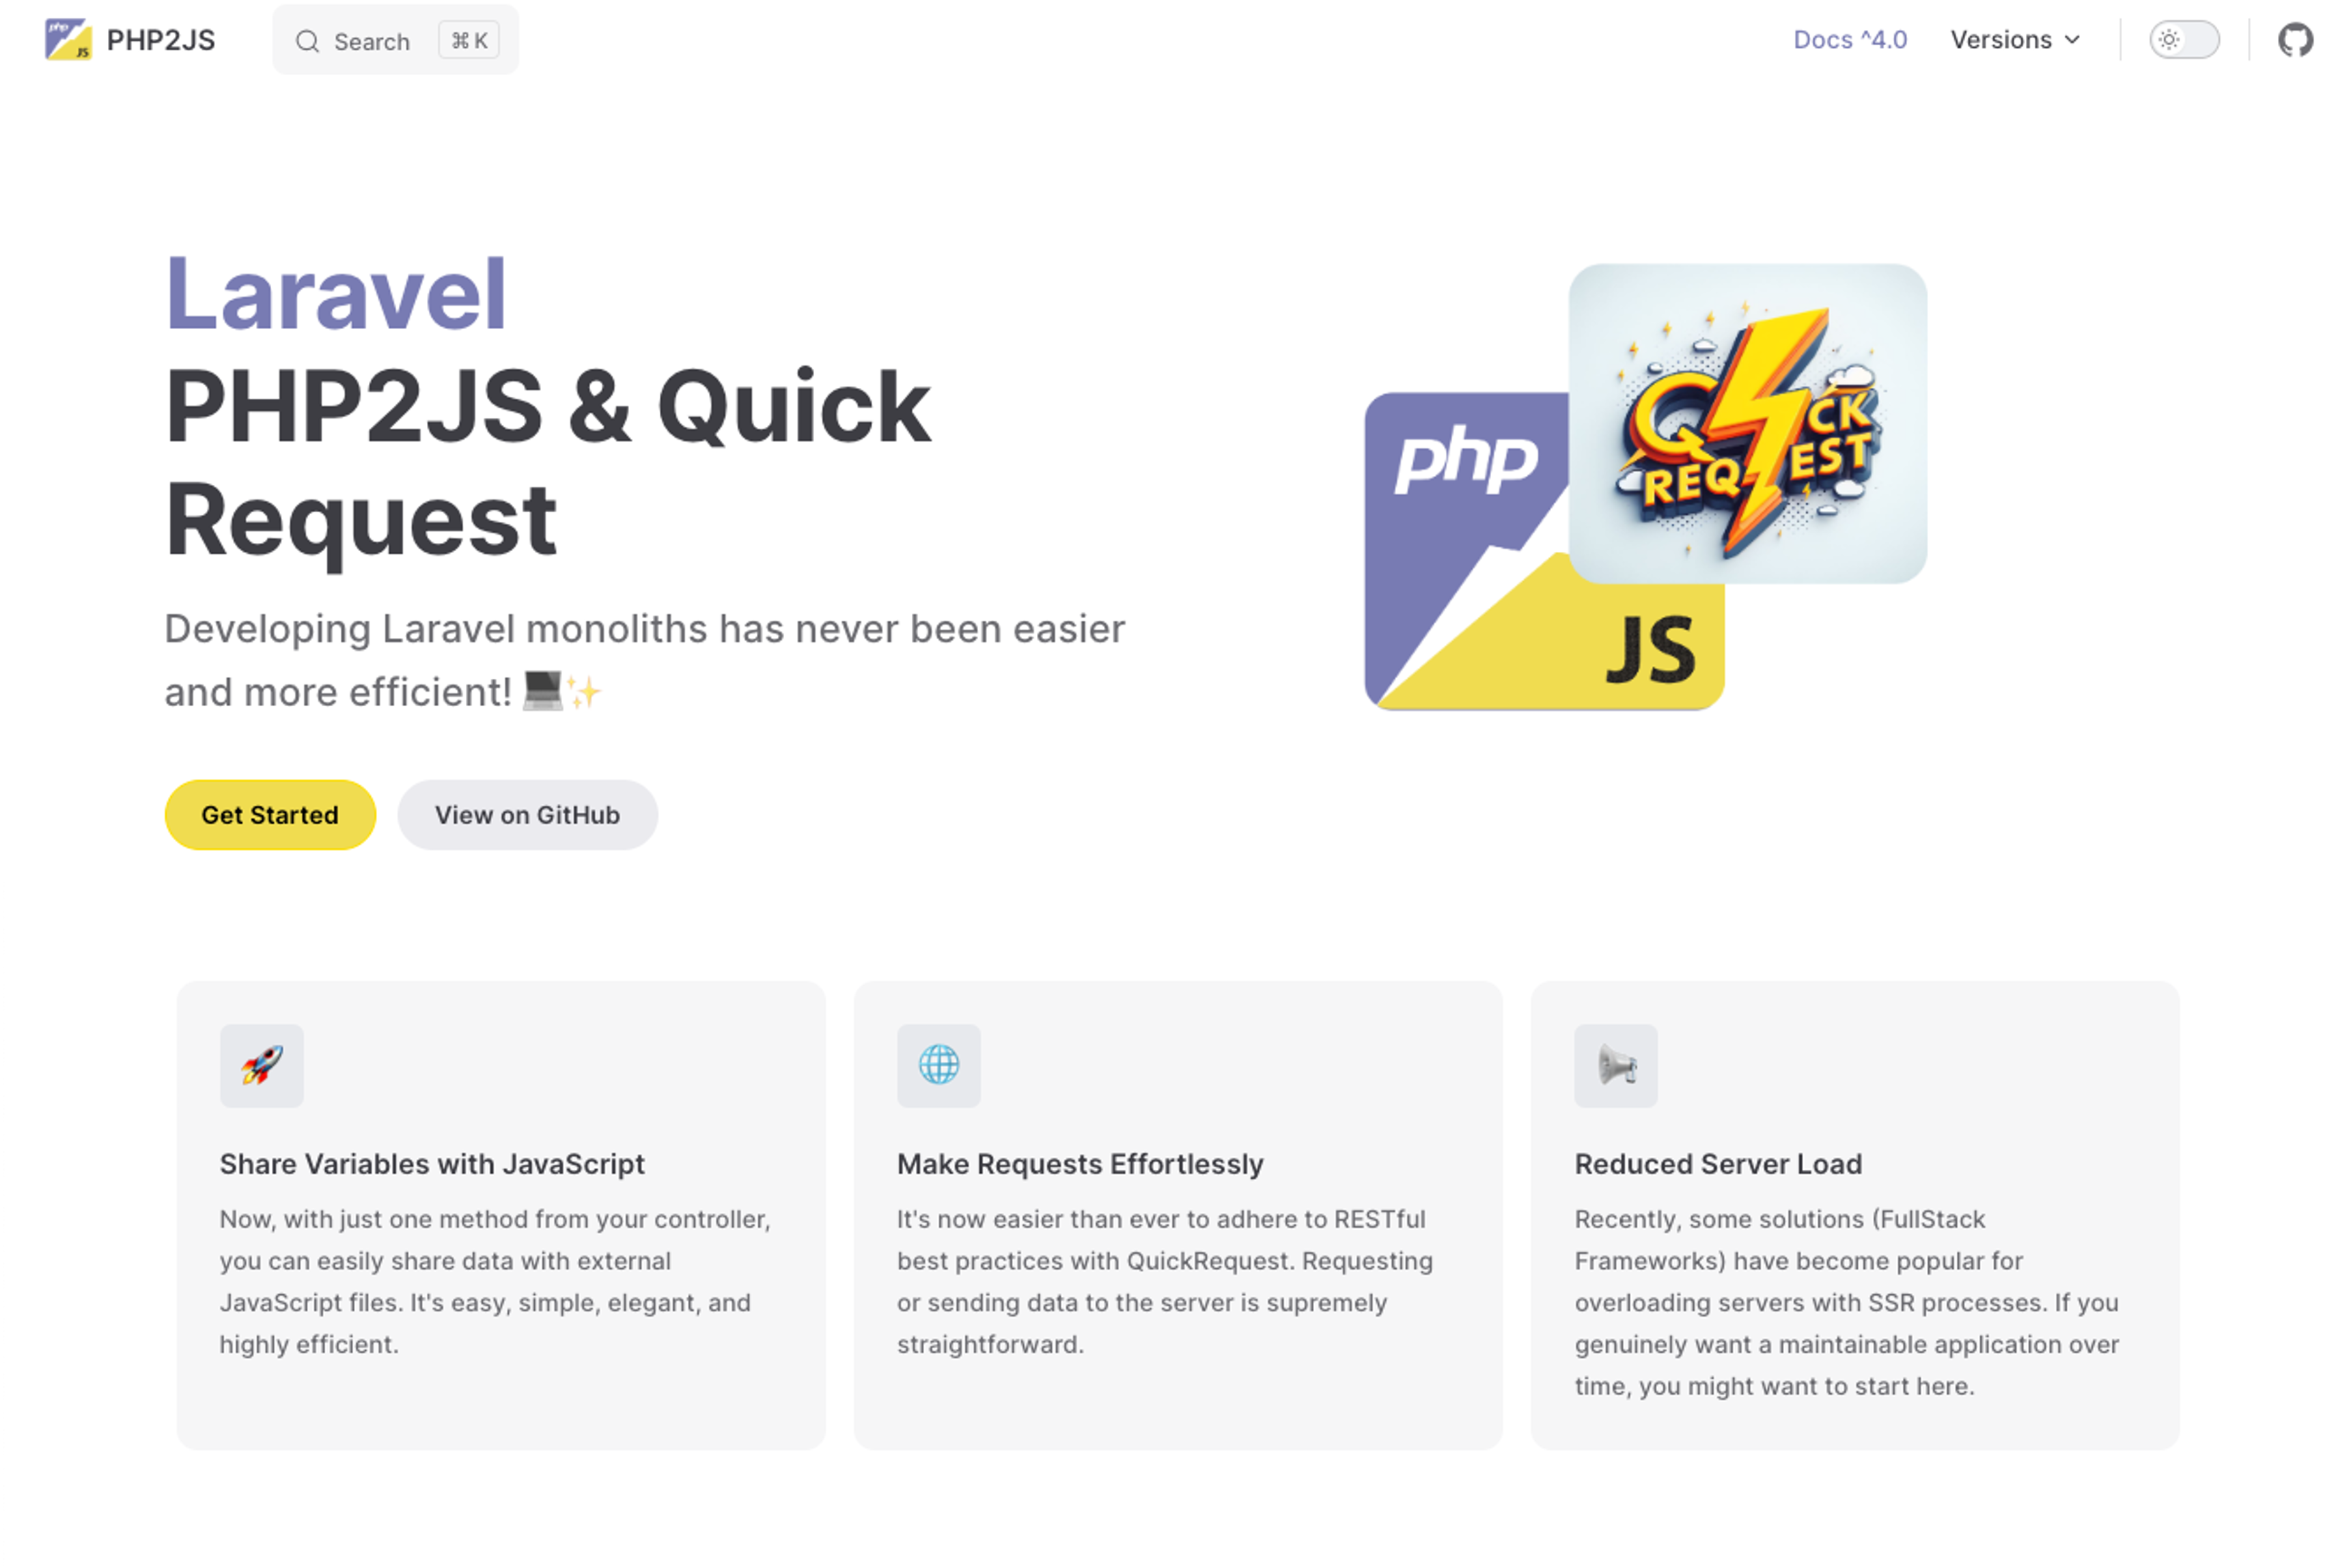 php JS PHP2JS Search ⌘ K Docs ^4.0 Versions
Laravel
PHP2JS & Quick
Request
Developing Laravel monoliths has never been easier
and more efficient! 💻✨
Get Started View on GitHub
php
JS
Q CK
REQ EST
Share Variables with JavaScript
Now, with just one method from your controller,
you can easily share data with external
JavaScript files. It's easy, simple, elegant, and
highly efficient.
Make Requests Effortlessly
It's now easier than ever to adhere to RESTful
best practices with QuickRequest. Requesting
or sending data to the server is supremely
straightforward.
Reduced Server Load
Recently, some solutions (FullStack
Frameworks) have become popular for
overloading servers with SSR processes. If you
genuinely want a maintainable application over
time, you might want to start here.